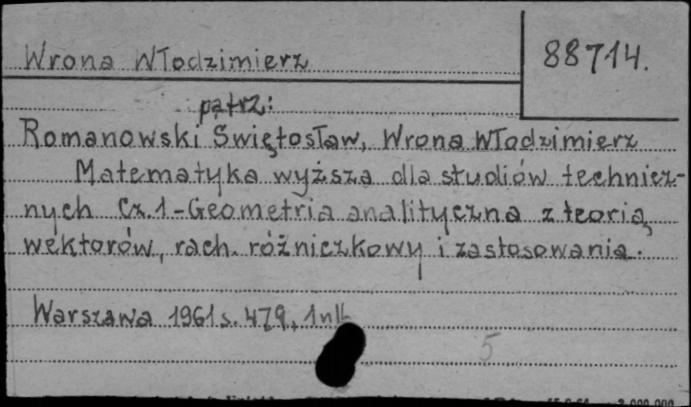 Wrona Włodzimierz
88714.
patrz:
Romanowski Świętosław, Wrona Włodzimierz
Matematyka wyższa dla studiów technicz-
nych Cz.1-Geometria analityczna z teorią
wektorów, rach. różniczkowy i zastosowania.
Warszawa 1961 s. 479, 1 nlb
5